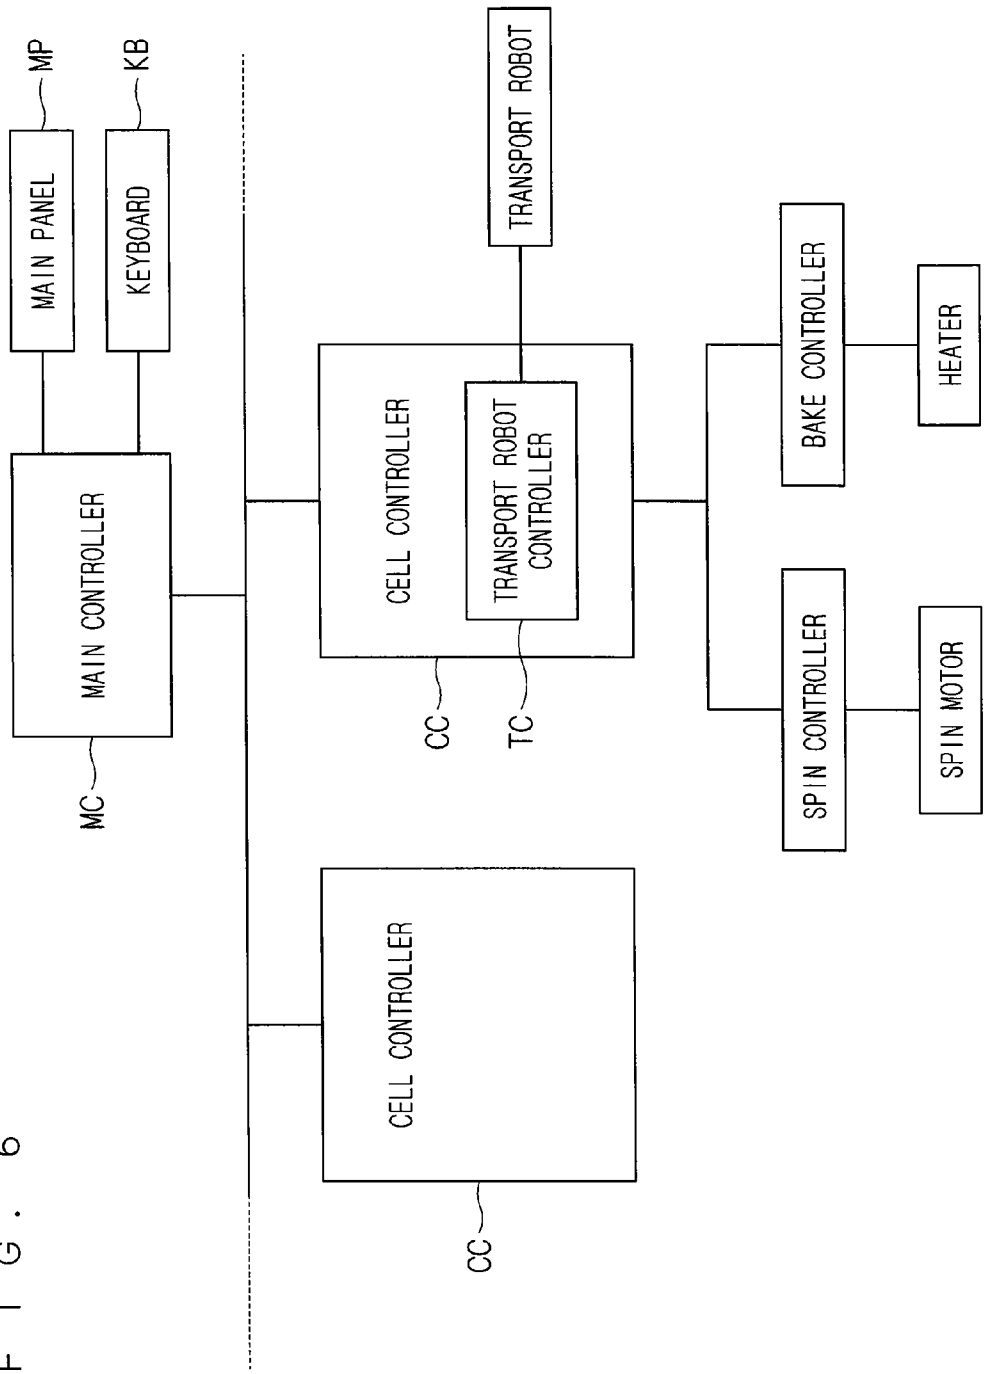 F I G . 6
MAIN CONTROLLER
MC
MAIN PANEL
MP
KEYBOARD
KB
CELL CONTROLLER
CC
CELL CONTROLLER
CC
TRANSPORT ROBOT
CONTROLLER
TC
TRANSPORT ROBOT
SPIN CONTROLLER
BAKE CONTROLLER
SPIN MOTOR
HEATER